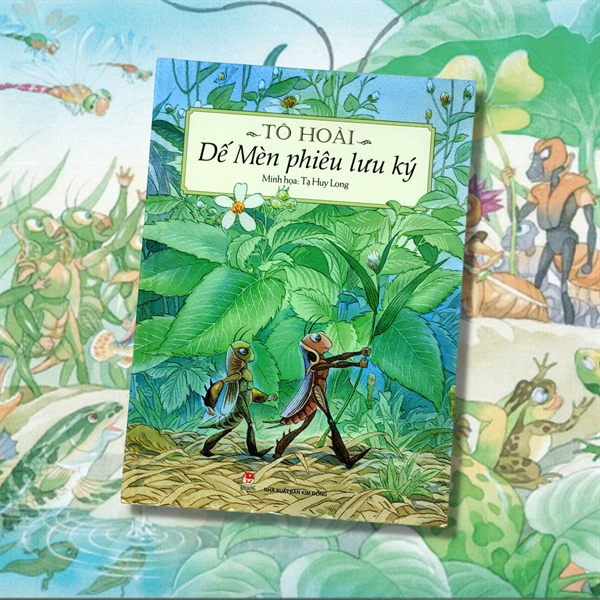 TÔ HOÀI
Dế Mèn phiêu lưu ký
Minh họa: Tạ Huy Long
NHÀ XUẤT BẢN KIM ĐỒNG